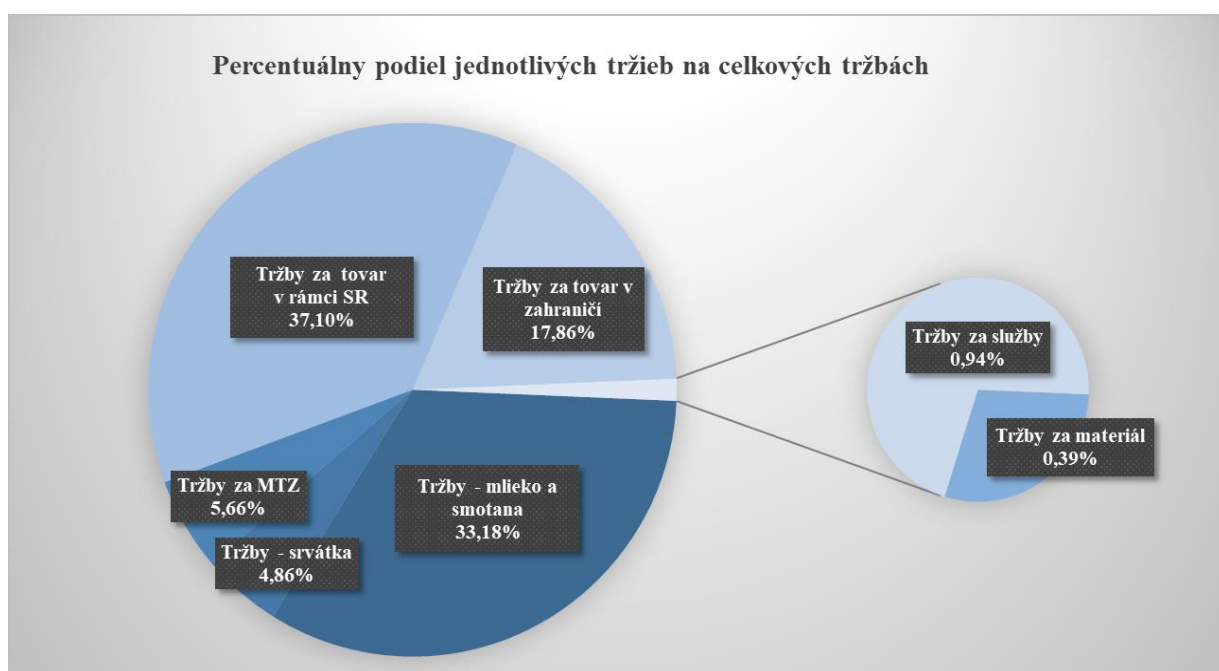 Percentuálny podiel jednotlivých tržieb na celkových tržbách
Tržby za tovar
v rámci SR
37,10%
Tržby za tovar v
zahraničí
17,86%
Tržby za služby
0,94%
Tržby za materiál
0,39%
Tržby za MTZ
5,66%
Tržby - mlieko a
smotana
33,18%
Tržby - srvátka
4,86%